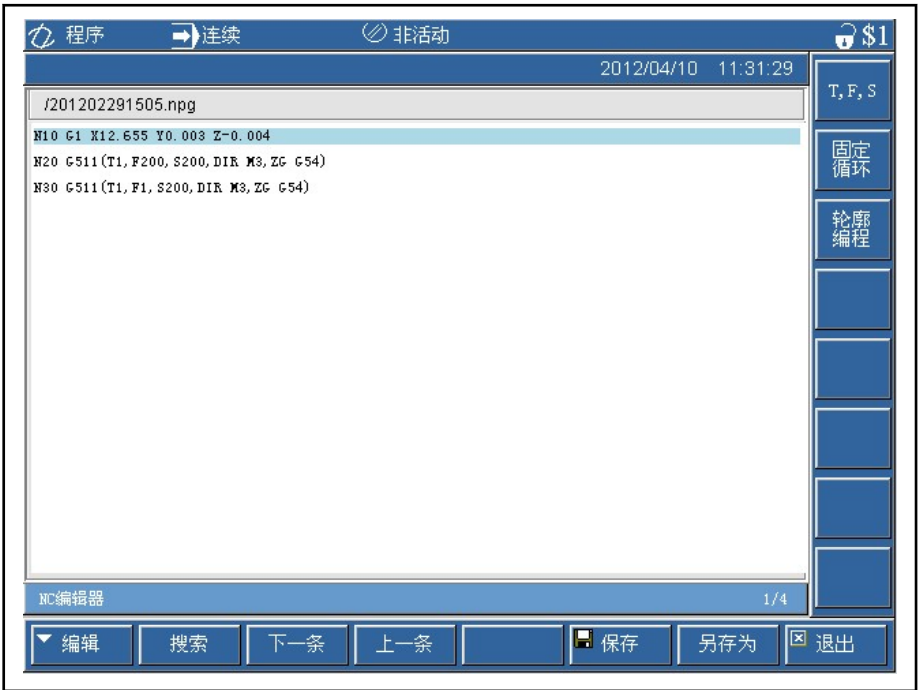 程序 连续 非活动 $1
2012/04/10 11:31:29
T,F,S
/201202291505.npg
N10 G1 X12.655 Y0.003 Z-0.004
N20 G511(T1,F200,S200,DIR M3,ZG G54)
N30 G511(T1,F1,S200,DIR M3,ZG G54)
固定
循环
轮廓
编程
NC编辑器 1/4
编辑 搜索 下一条 上一条 保存 另存为 退出